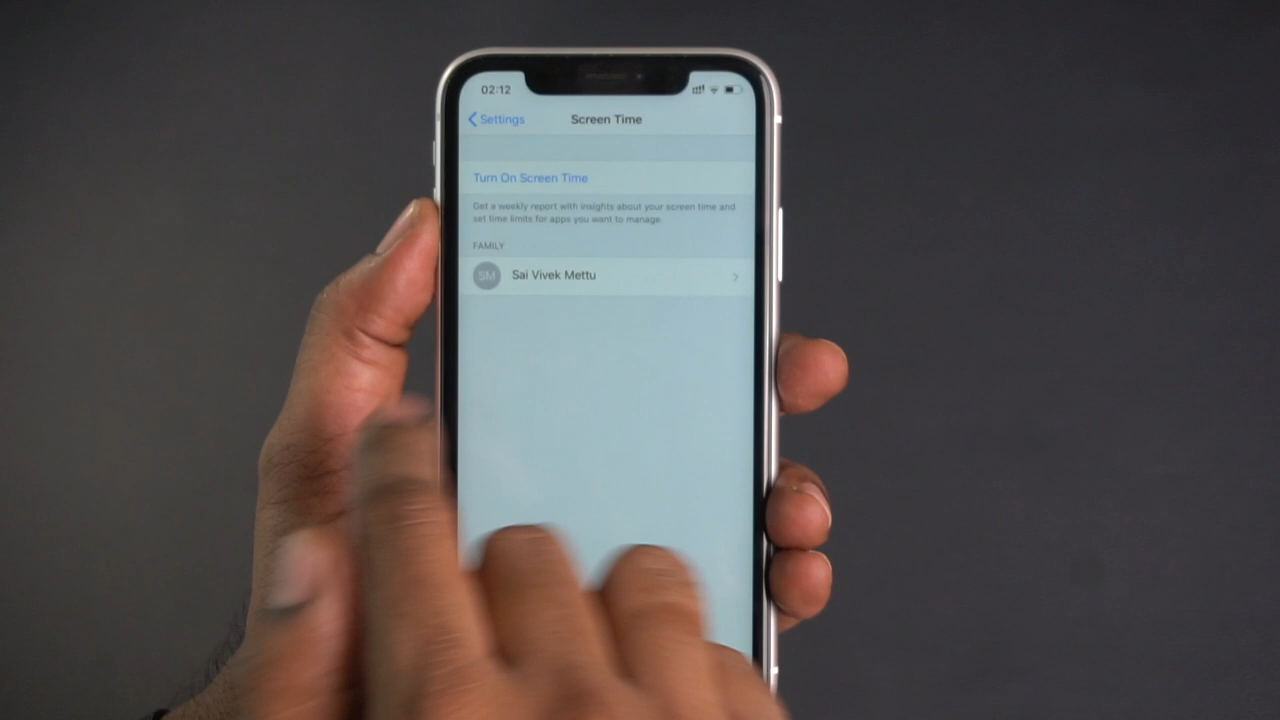 02:12
Settings
Screen Time
Turn On Screen Time
Get a weekly report with insights about your screen time and
set time limits for apps you want to manage.
FAMILY
SM
Sai Vivek Mettu